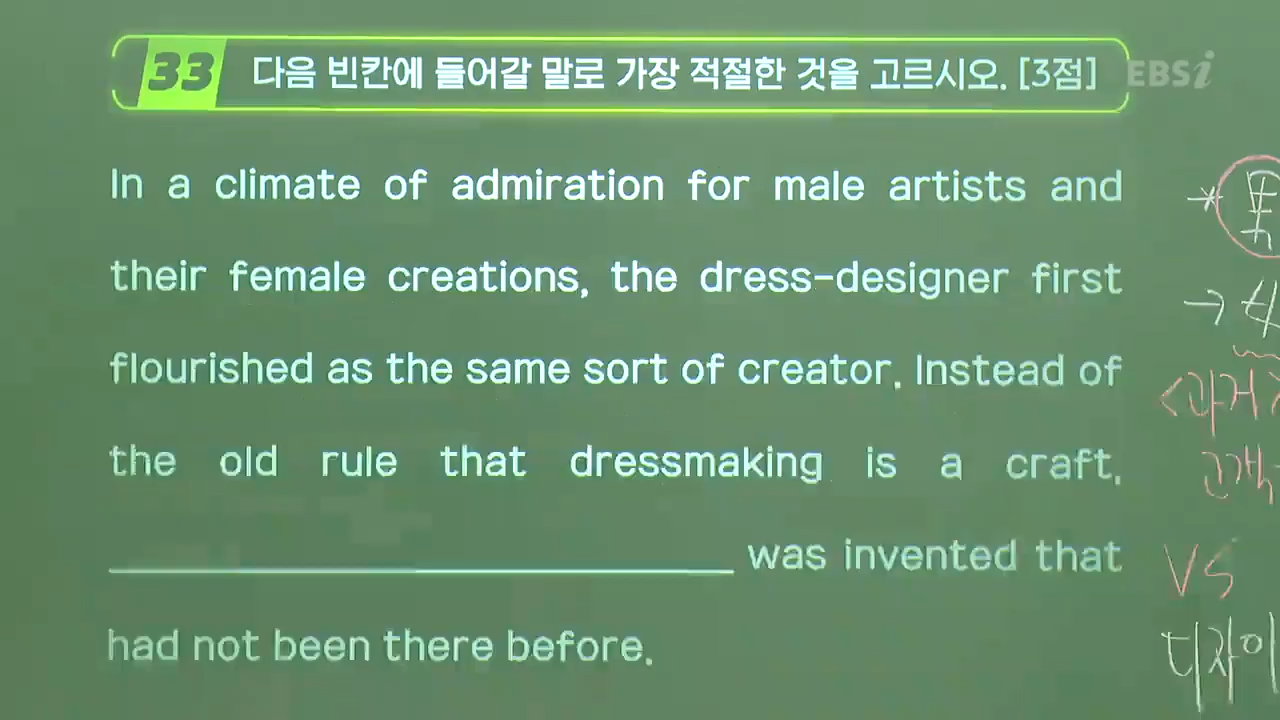 33 다음 빈칸에 들어갈 말로 가장 적절한 것을 고르시오. [3점] EBSi
In a climate of admiration for male artists and
their female creations, the dress-designer first
flourished as the same sort of creator. Instead of
the old rule that dressmaking is a craft,
was invented that
had not been there before.
VS